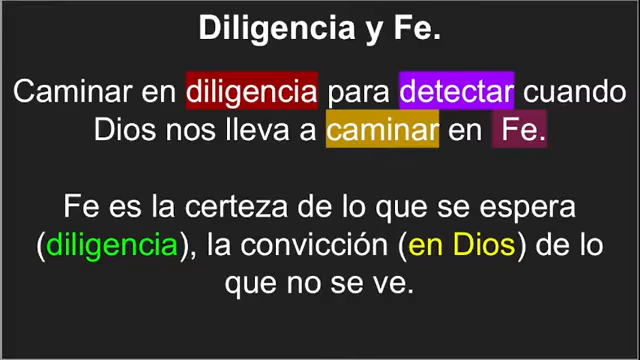 Diligencia y Fe.
Caminar en diligencia para detectar cuando
Dios nos lleva a caminar en Fe.
Fe es la certeza de lo que se espera
(diligencia), la convicción (en Dios) de lo
que no se ve.